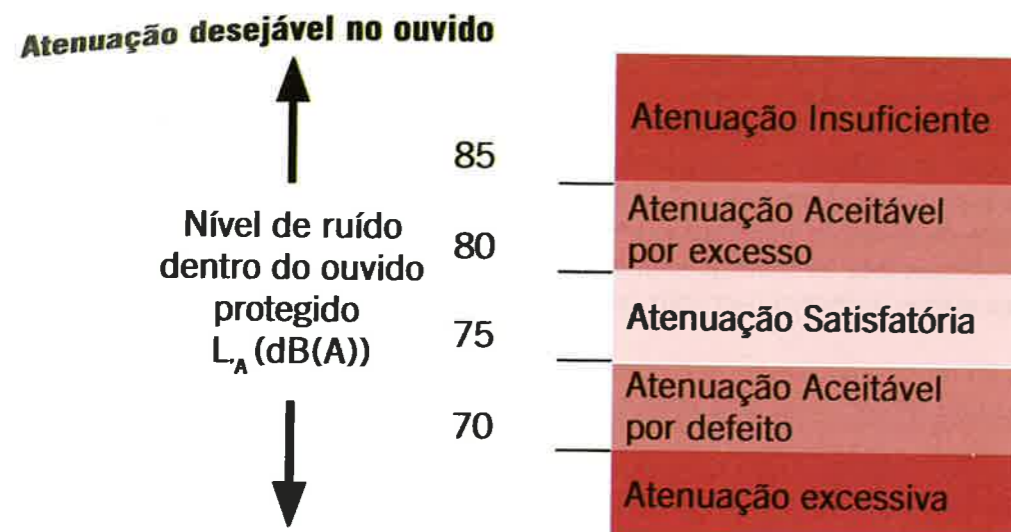 Atenuação desejável no ouvido
85
80
75
70
Nível de ruído
dentro do ouvido
protegido
L,A (dB(A))
Atenuação Insuficiente
Atenuação Aceitável
por excesso
Atenuação Satisfatória
Atenuação Aceitável
por defeito
Atenuação excessiva